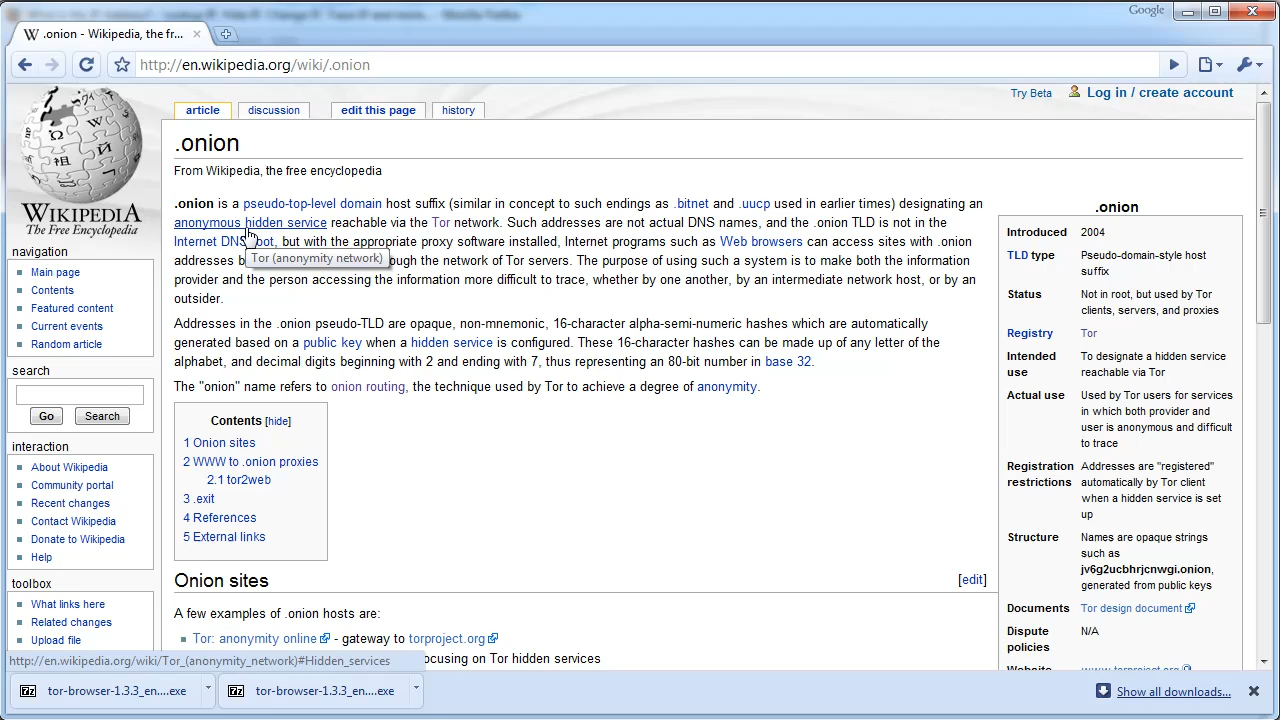 Google
.onion - Wikipedia, the fr...
http://en.wikipedia.org/wiki/.onion
Try Beta
Log in / create account
article
discussion
edit this page
history
WIKIPEDIA
The Free Encyclopedia
navigation
Main page
Contents
Featured content
Current events
Random article
search
Go
Search
interaction
About Wikipedia
Community portal
Recent changes
Contact Wikipedia
Donate to Wikipedia
Help
toolbox
What links here
Related changes
Upload file
.onion
From Wikipedia, the free encyclopedia
.onion is a pseudo-top-level domain host suffix (similar in concept to such endings as .bitnet and .uucp used in earlier times) designating an
anonymous hidden service reachable via the Tor network. Such addresses are not actual DNS names, and the .onion TLD is not in the
Internet DNS root, but with the appropriate proxy software installed, Internet programs such as Web browsers can access sites with .onion
addresses b ough the network of Tor servers. The purpose of using such a system is to make both the information
Tor (anonymity network)
provider and the person accessing the information more difficult to trace, whether by one another, by an intermediate network host, or by an
outsider.
Addresses in the .onion pseudo-TLD are opaque, non-mnemonic, 16-character alpha-semi-numeric hashes which are automatically
generated based on a public key when a hidden service is configured. These 16-character hashes can be made up of any letter of the
alphabet, and decimal digits beginning with 2 and ending with 7, thus representing an 80-bit number in base 32.
The "onion" name refers to onion routing, the technique used by Tor to achieve a degree of anonymity.
Contents [hide]
1 Onion sites
2 WWW to .onion proxies
2.1 tor2web
3 .exit
4 References
5 External links
Onion sites
[edit]
A few examples of .onion hosts are:
Tor: anonymity online - gateway to torproject.org
ocusing on Tor hidden services
.onion
Introduced 2004
TLD type Pseudo-domain-style host
suffix
Status Not in root, but used by Tor
clients, servers, and proxies
Registry Tor
Intended To designate a hidden service
use reachable via Tor
Actual use Used by Tor users for services
in which both provider and
user is anonymous and difficult
to trace
Registration Addresses are "registered"
restrictions automatically by Tor client
when a hidden service is set
up
Structure Names are opaque strings
such as
jv6g2ucbhrjcnwgi.onion,
generated from public keys
Documents Tor design document
Dispute N/A
policies
Website www.torproject.org
http://en.wikipedia.org/wiki/Tor_(anonymity_network)#Hidden_services
tor-browser-1.3.3_en....exe
tor-browser-1.3.3_en....exe
Show all downloads...